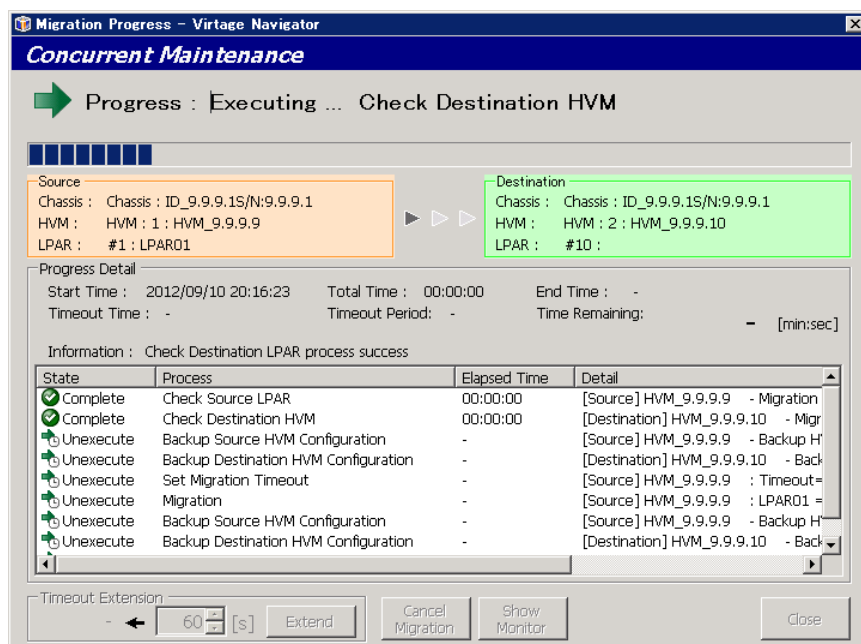 Migration Progress - Virtage Navigator
Concurrent Maintenance
Progress : Executing ... Check Destination HVM
Source
Chassis : Chassis : ID_9.9.9.1S/N:9.9.9.1
HVM : HVM : 1 : HVM_9.9.9.9
LPAR : #1 : LPAR01
Destination
Chassis : Chassis : ID_9.9.9.1S/N:9.9.9.1
HVM : HVM : 2 : HVM_9.9.9.10
LPAR : #10 :
Progress Detail
Start Time : 2012/09/10 20:16:23 Total Time : 00:00:00 End Time : -
Timeout Time : - Timeout Period: - Time Remaining: - [min:sec]
Information : Check Destination LPAR process success
State Process Elapsed Time Detail
Complete Check Source LPAR 00:00:00 [Source] HVM_9.9.9.9 - Migration
Complete Check Destination HVM 00:00:00 [Destination] HVM_9.9.9.10 - Migr
Unexecute Backup Source HVM Configuration - [Source] HVM_9.9.9.9 - Backup H
Unexecute Backup Destination HVM Configuration - [Destination] HVM_9.9.9.10 - Back
Unexecute Set Migration Timeout - [Source] HVM_9.9.9.9 : Timeout=
Unexecute Migration - [Source] HVM_9.9.9.9 : LPAR01 =
Unexecute Backup Source HVM Configuration - [Source] HVM_9.9.9.9 - Backup H
Unexecute Backup Destination HVM Configuration - [Destination] HVM_9.9.9.10 - Back
Timeout Extension
- 60 [s] Extend
Cancel Migration
Show Monitor
Close